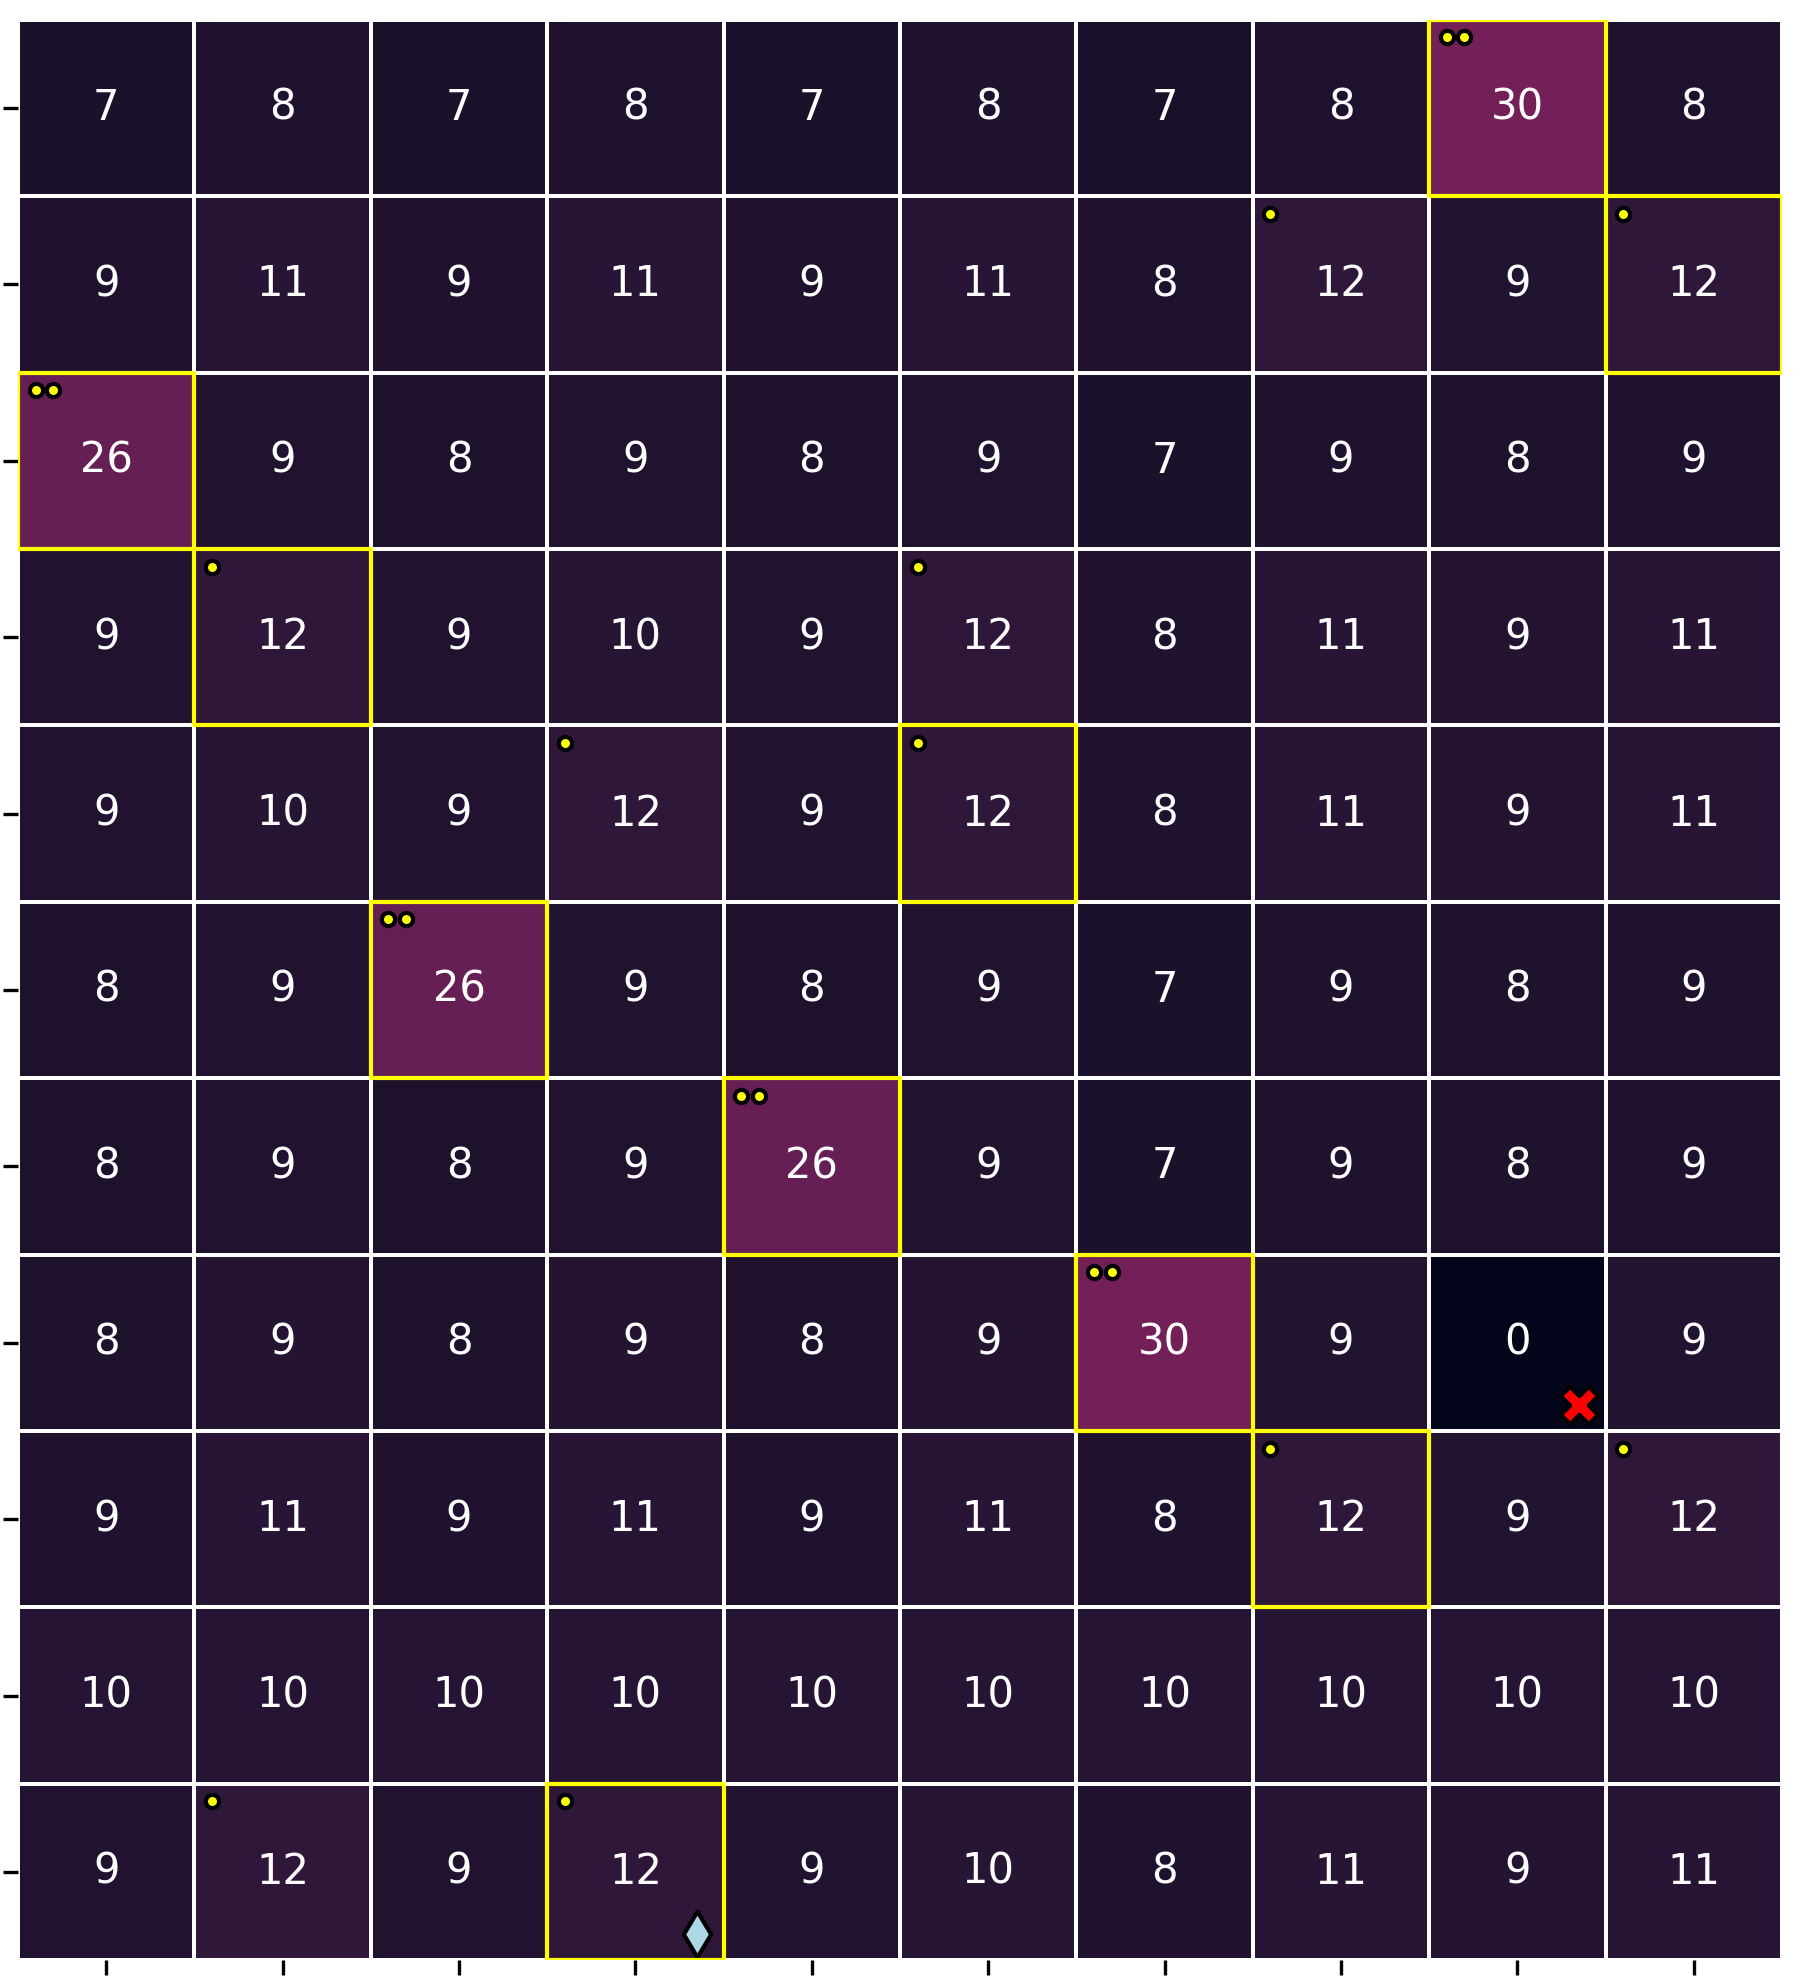 7 8 7 8 7 8 7 8 30 8
9 11 9 11 9 11 8 12 9 12
26 9 8 9 8 9 7 9 8 9
9 12 9 10 9 12 8 11 9 11
9 10 9 12 9 12 8 11 9 11
8 9 26 9 8 9 7 9 8 9
8 9 8 9 26 9 7 9 8 9
8 9 8 9 8 9 30 9 0 9
9 11 9 11 9 11 8 12 9 12
10 10 10 10 10 10 10 10 10 10
9 12 9 12 9 10 8 11 9 11